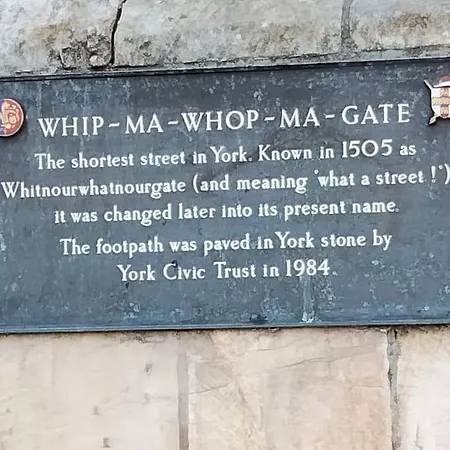 WHIP-MA-WHOP-MA-GATE
The shortest street in York. Known in 1505 as
Whitnourwhatnourgate (and meaning "what a street!")
it was changed later into its present name.
The footpath was paved in York stone by
York Civic Trust in 1984.